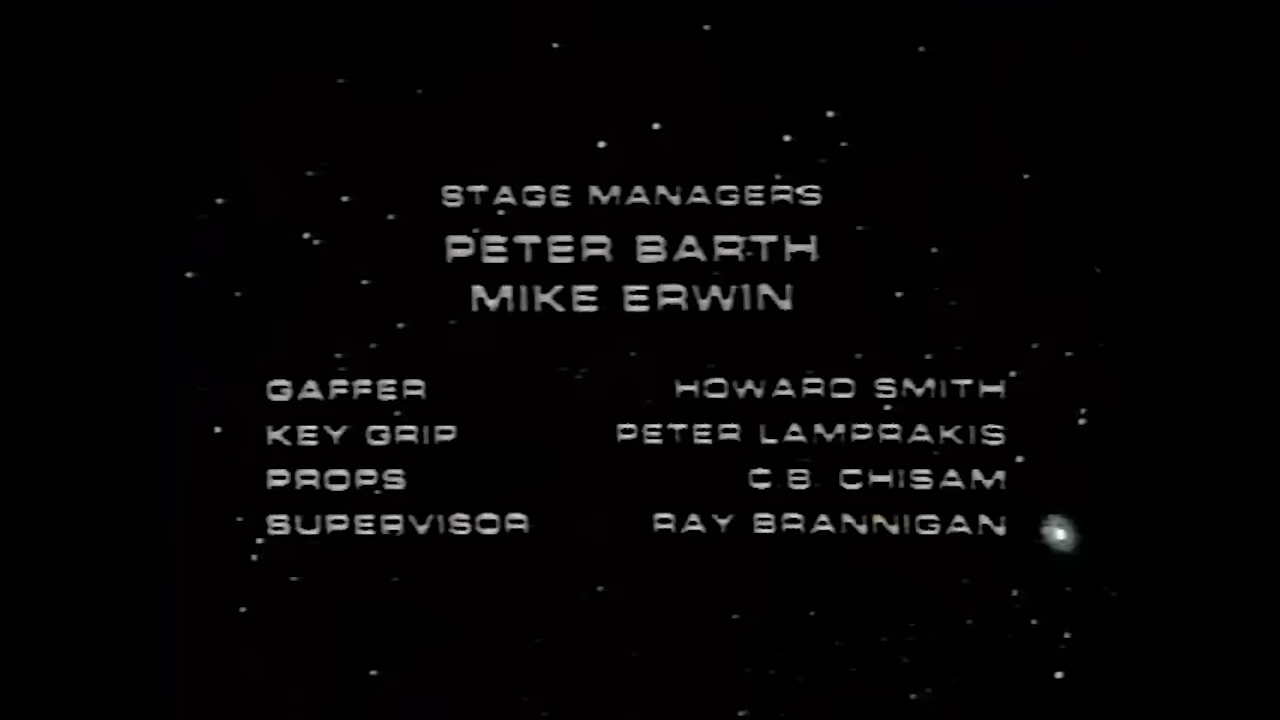 STAGE MANAGERS
PETER BARTH
MIKE ERWIN
GAFFER HOWARD SMITH
KEY GRIP PETER LAMPRAKIS
PROPS C.B. CHISAM
SUPERVISOR RAY BRANNIGAN